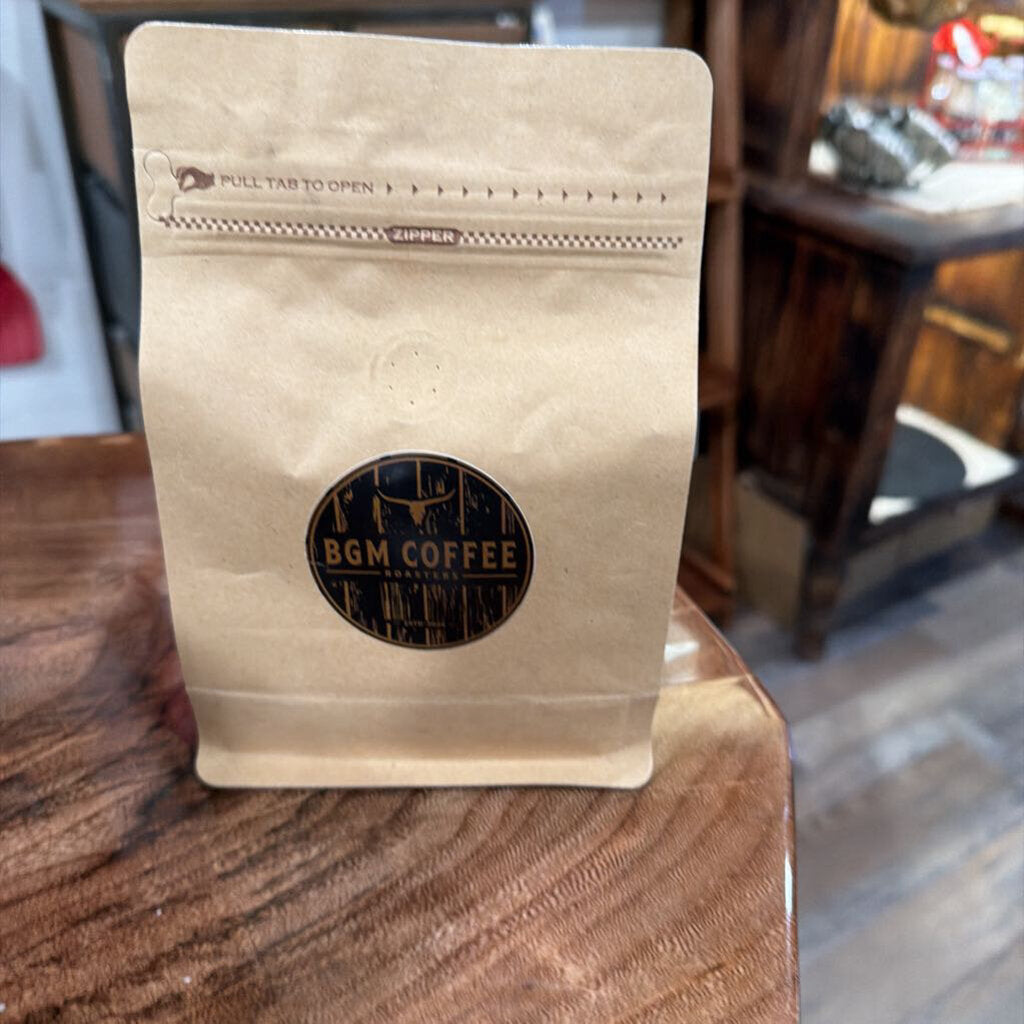 PULL TAB TO OPEN
ZIPPER
BGM COFFEE
ROASTERS